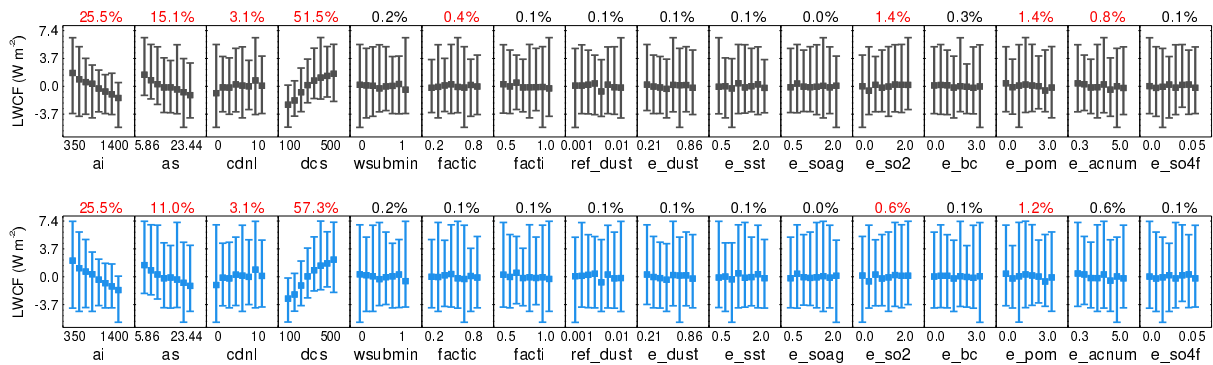 25.5% 15.1% 3.1% 51.5% 0.2% 0.4% 0.1% 0.1% 0.1% 0.1% 0.0% 1.4% 0.3% 1.4% 0.8% 0.1%
LWCF (W m⁻²)
7.4
3.7
0.0
-3.7
350 1400 5.86 23.44 0 10 100 500 0 1 0.2 0.8 0.5 1.0 0.001 0.01 0.21 0.86 0.5 2.0 0.5 2.0 0.0 2.0 0.0 3.0 0.0 3.0 0.0 5.0 0.0 0.05
ai as cdnl dcs wsubmin factic facti ref_dust e_dust e_sst e_soag e_so2 e_bc e_pom e_acnum e_so4f
25.5% 11.0% 3.1% 57.3% 0.2% 0.1% 0.1% 0.1% 0.1% 0.1% 0.0% 0.6% 0.1% 1.2% 0.6% 0.1%
LWCF (W m⁻²)
7.4
3.7
0.0
-3.7
350 1400 5.86 23.44 0 10 100 500 0 1 0.2 0.8 0.5 1.0 0.001 0.01 0.21 0.86 0.5 2.0 0.5 2.0 0.0 2.0 0.0 3.0 0.0 3.0 0.0 5.0 0.0 0.05
ai as cdnl dcs wsubmin factic facti ref_dust e_dust e_sst e_soag e_so2 e_bc e_pom e_acnum e_so4f